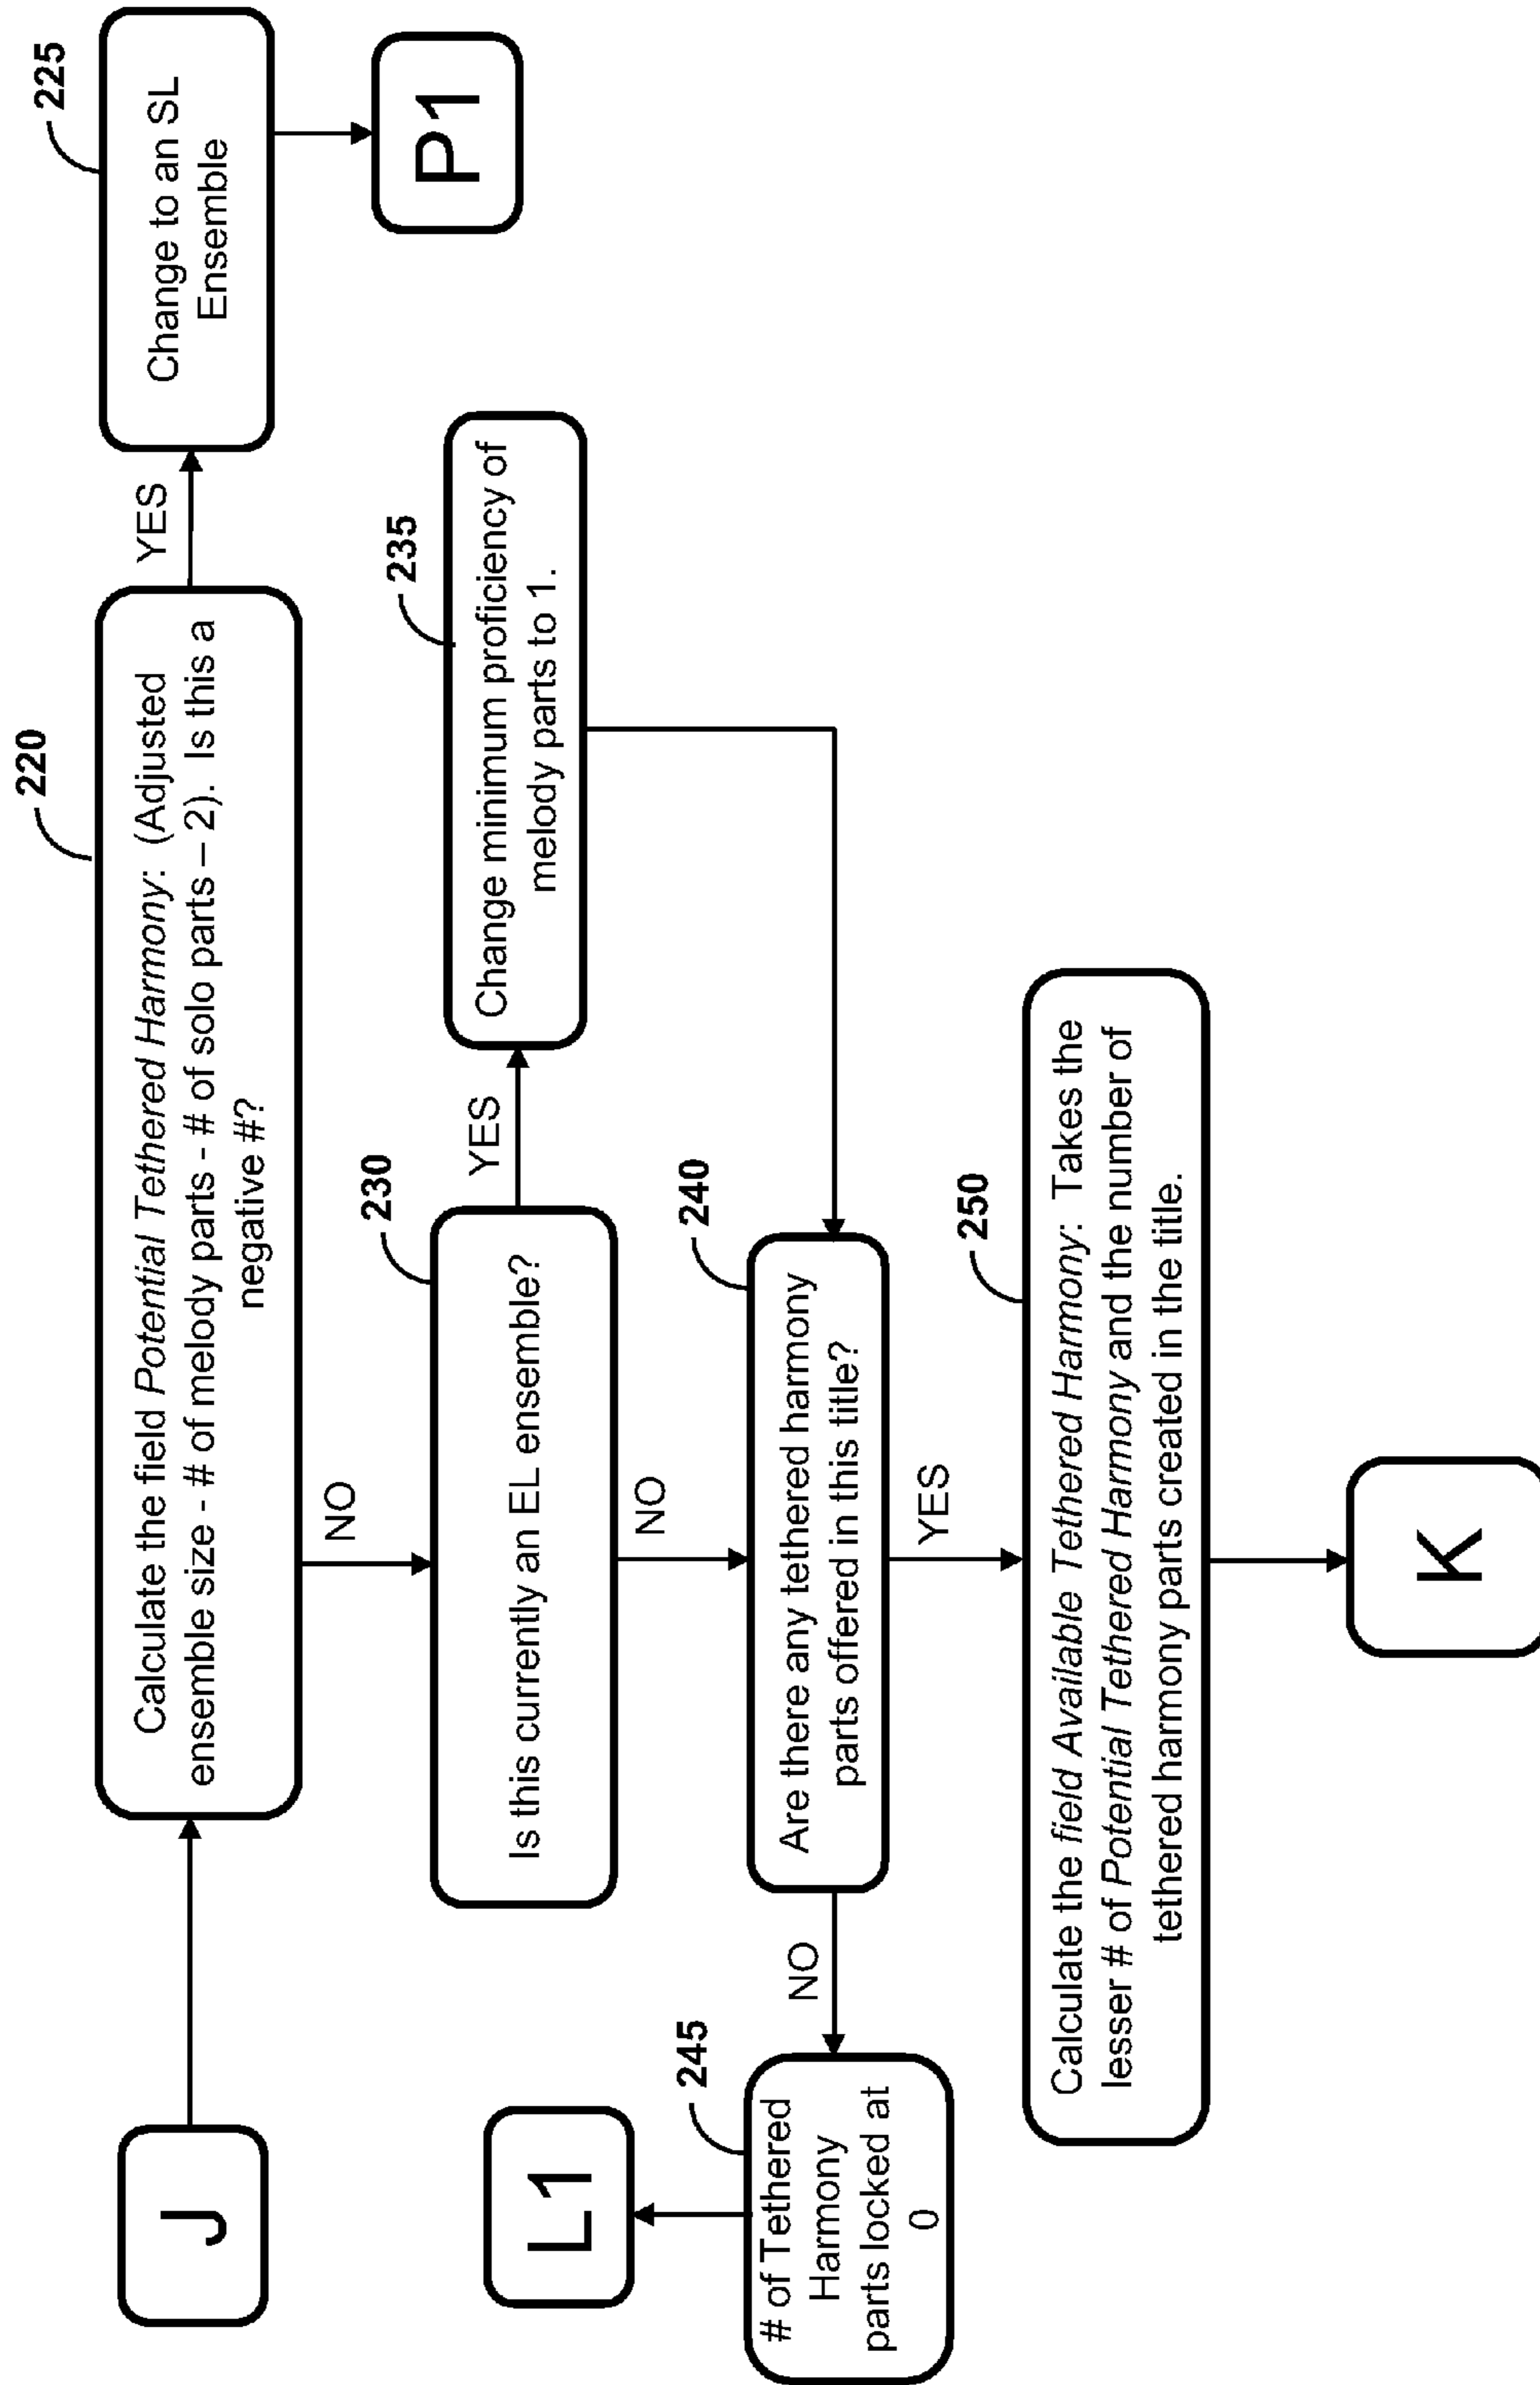 J
220
Calculate the field Potential Tethered Harmony: (Adjusted
ensemble size - # of melody parts - # of solo parts – 2). Is this a
negative #?
YES
225
Change to an SL
Ensemble
P1
NO
230
Is this currently an EL ensemble?
YES
235
Change minimum proficiency of
melody parts to 1.
NO
240
Are there any tethered harmony
parts offered in this title?
NO
245
# of Tethered
Harmony
parts locked at
0
L1
YES
250
Calculate the field Available Tethered Harmony: Takes the
lesser # of Potential Tethered Harmony and the number of
tethered harmony parts created in the title.
K